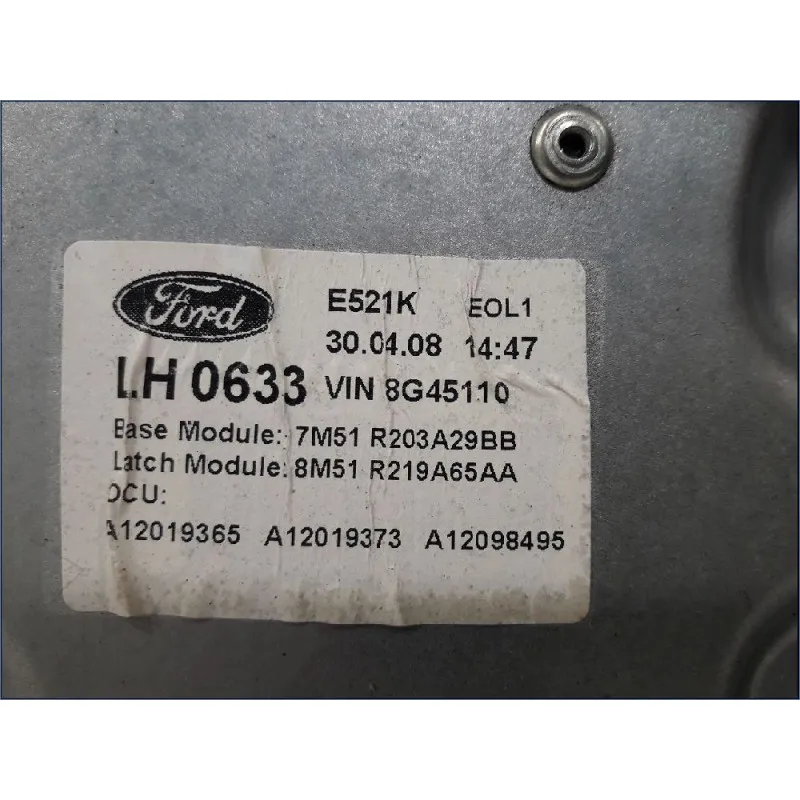 Ford E521K EOL1
30.04.08 14:47
LH 0633 VIN 8G45110
Base Module: 7M51 R203A29BB
Latch Module: 8M51 R219A65AA
DCU:
A12019365 A12019373 A12098495